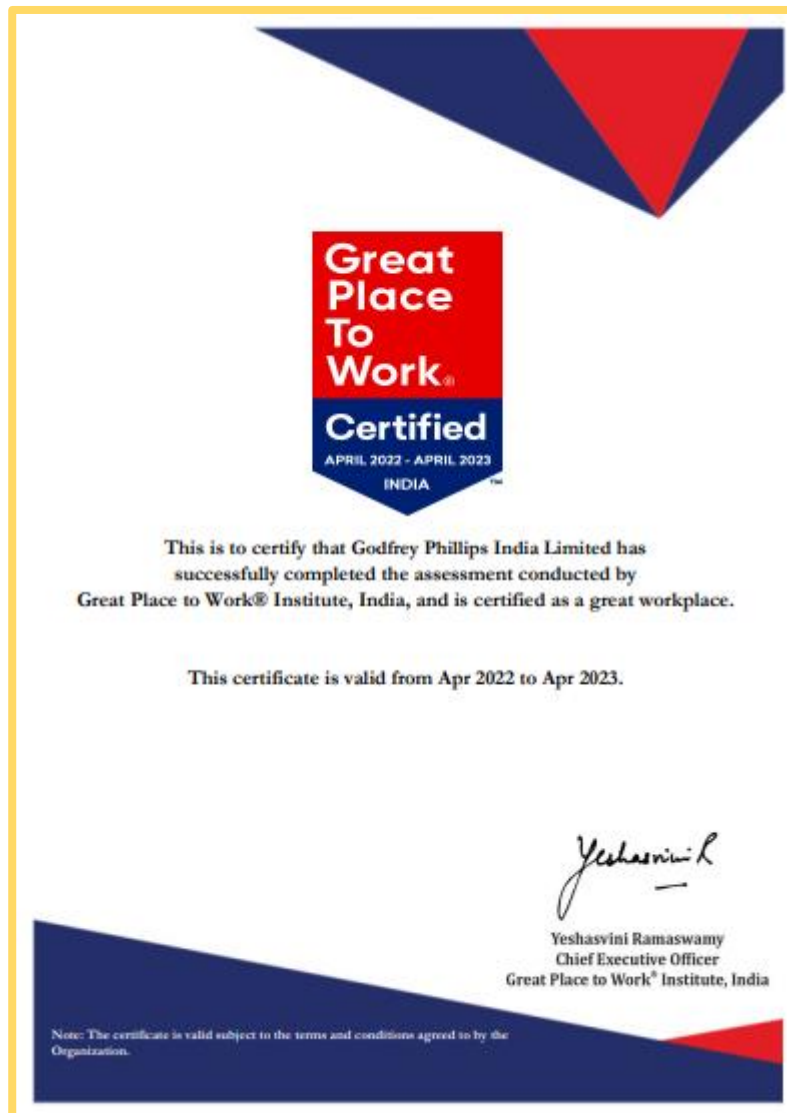 Great
Place
To
Work®
Certified
APRIL 2022 - APRIL 2023
INDIA ™
This is to certify that Godfrey Phillips India Limited has
successfully completed the assessment conducted by
Great Place to Work® Institute, India, and is certified as a great workplace.
This certificate is valid from Apr 2022 to Apr 2023.
Yeshasvini R
Yeshasvini Ramaswamy
Chief Executive Officer
Great Place to Work® Institute, India
Note: The certificate is valid subject to the terms and conditions agreed to by the
Organization.